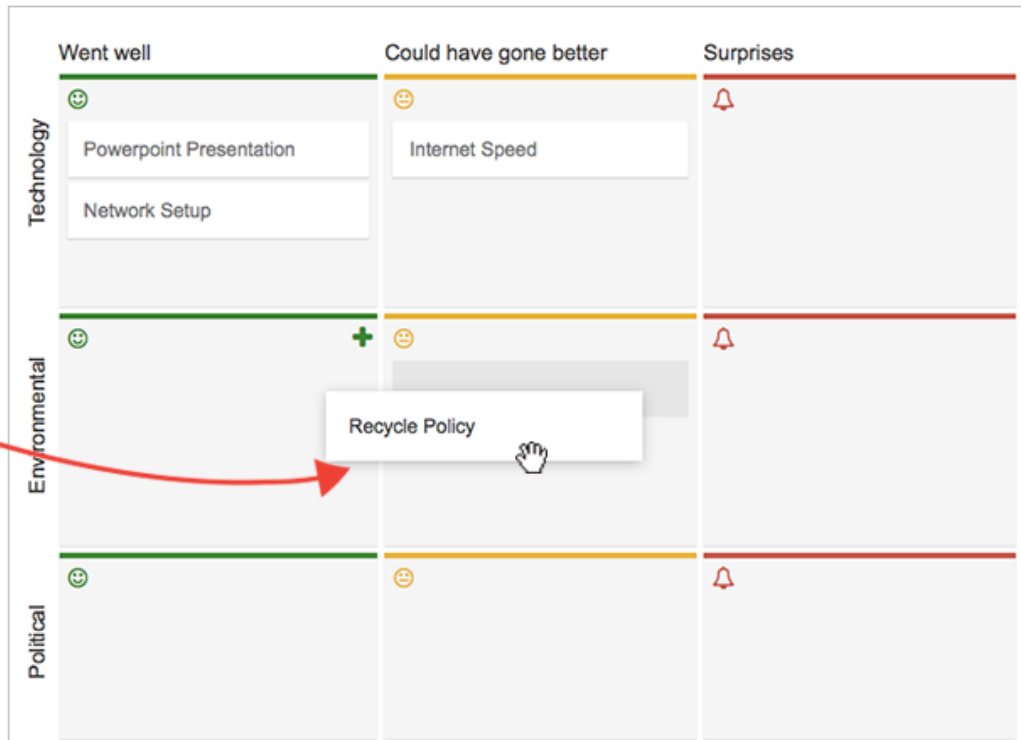 Went well
Could have gone better
Surprises
Technology
Powerpoint Presentation
Internet Speed
Network Setup
Environmental
Recycle Policy
Political